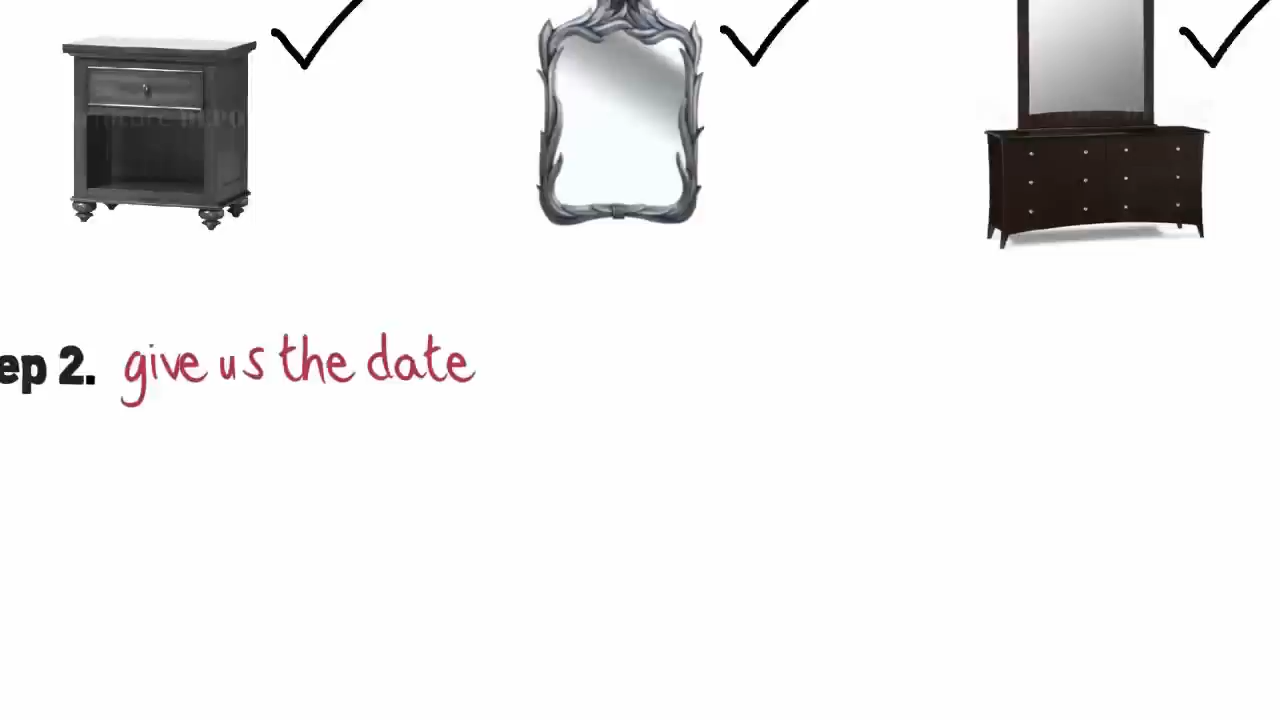 ep 2. give us the date